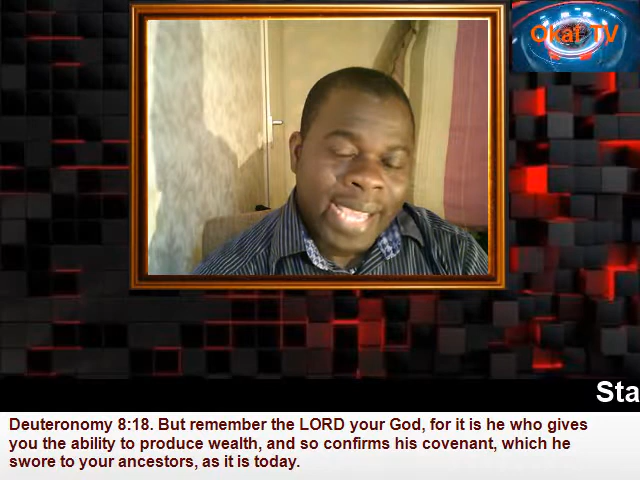 Okat TV
Sta
Deuteronomy 8:18. But remember the LORD your God, for it is he who gives
you the ability to produce wealth, and so confirms his covenant, which he
swore to your ancestors, as it is today.